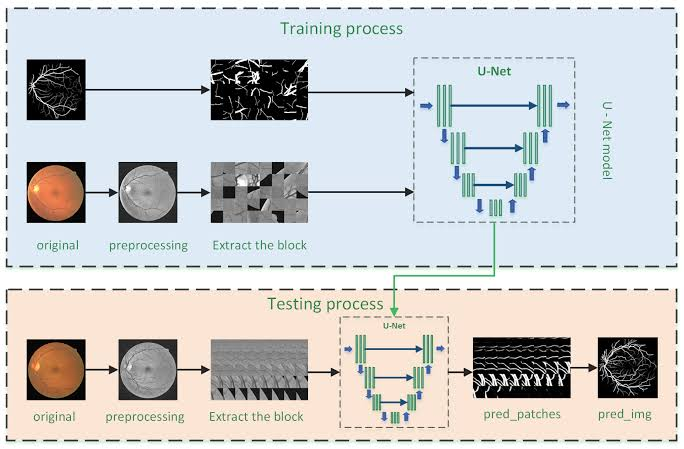 Training process
U-Net
U - Net model
original
preprocessing
Extract the block
Testing process
U-Net
original
preprocessing
Extract the block
pred_patches
pred_img